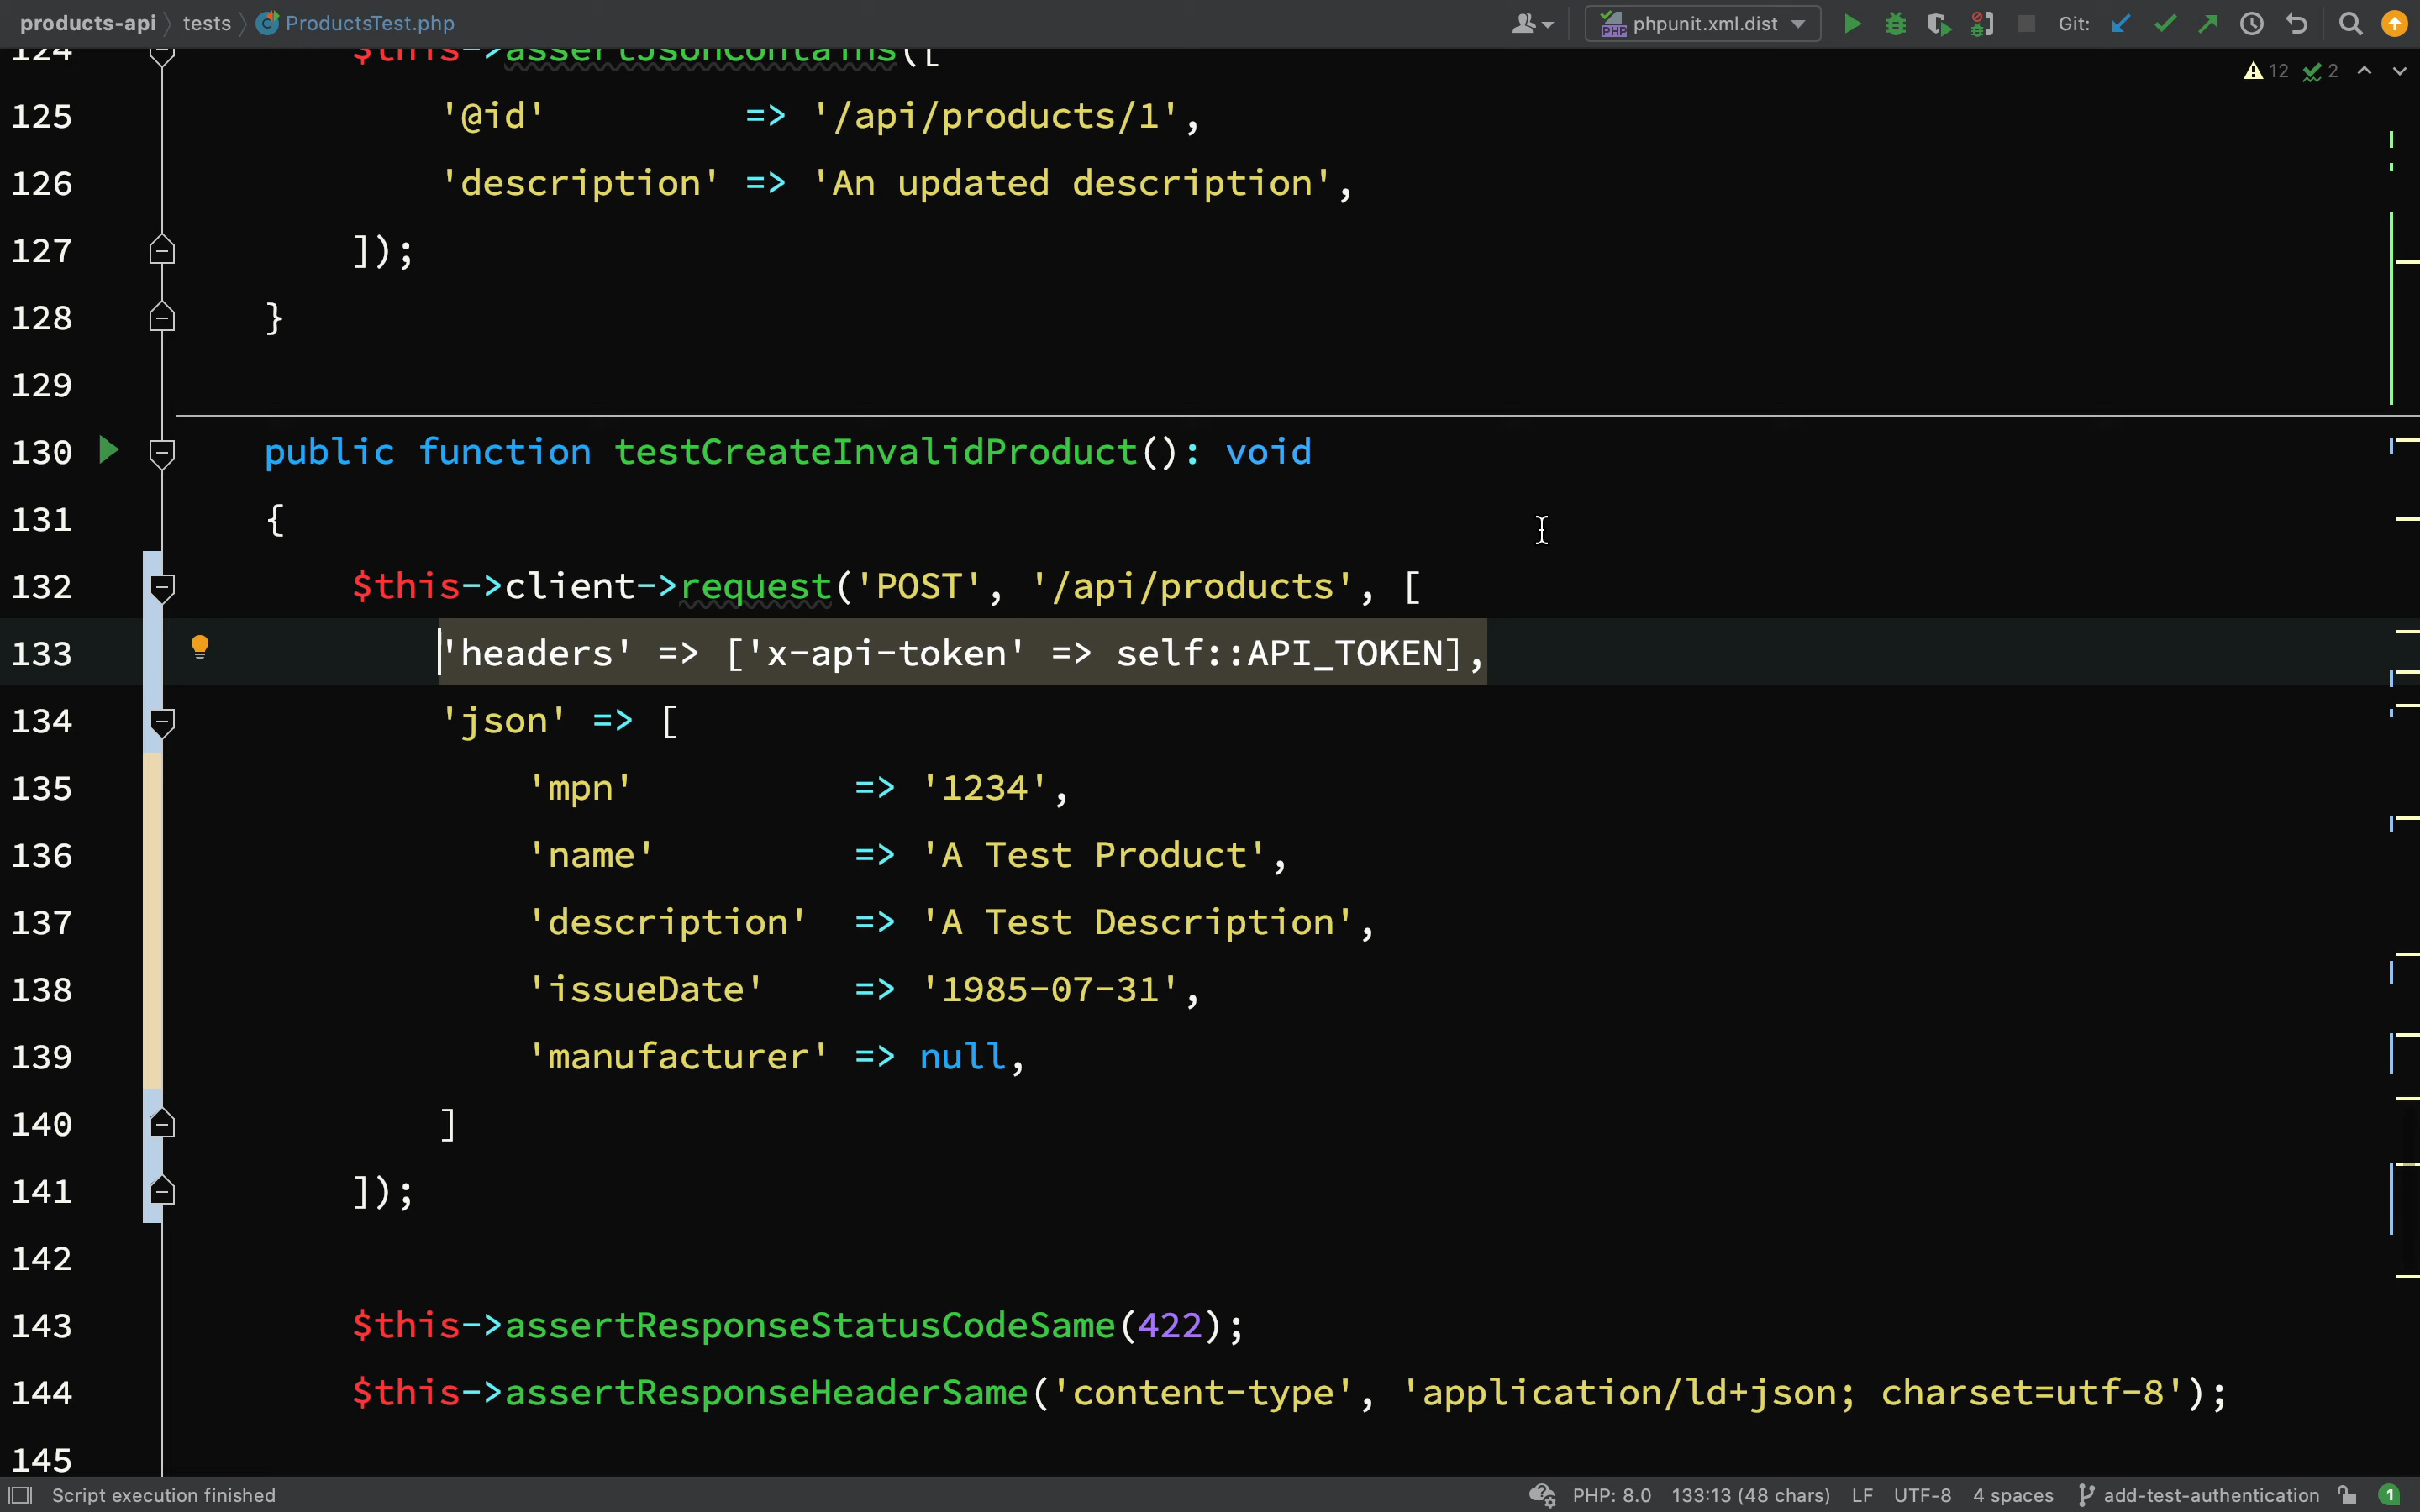 products-api tests ProductsTest.php phpunit.xml.dist Git:
124 $this->assertJsonContains([
12 2
125 '@id' => '/api/products/1',
126 'description' => 'An updated description',
127 ]);
128 }
129
130 public function testCreateInvalidProduct(): void
131 {
132 $this->client->request('POST', '/api/products', [
133 'headers' => ['x-api-token' => self::API_TOKEN],
134 'json' => [
135 'mpn' => '1234',
136 'name' => 'A Test Product',
137 'description' => 'A Test Description',
138 'issueDate' => '1985-07-31',
139 'manufacturer' => null,
140 ]
141 ]);
142
143 $this->assertResponseStatusCodeSame(422);
144 $this->assertResponseHeaderSame('content-type', 'application/ld+json; charset=utf-8');
145
Script execution finished PHP: 8.0 133:13 (48 chars) LF UTF-8 4 spaces add-test-authentication 1